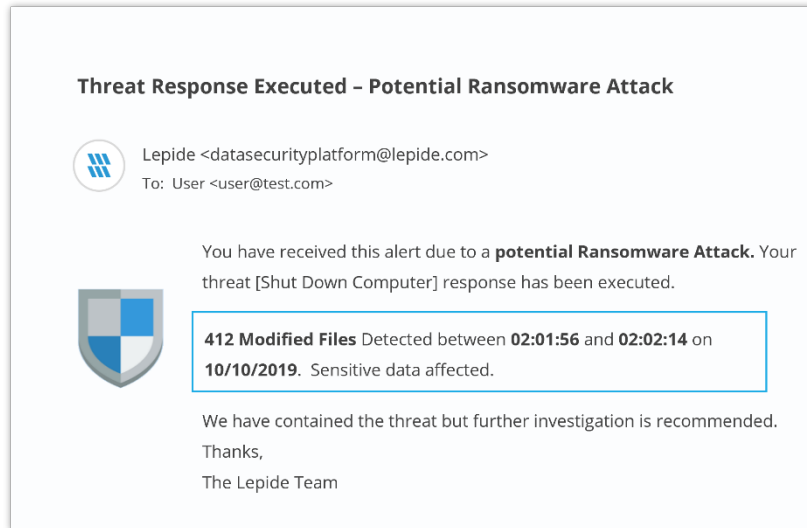 Threat Response Executed – Potential Ransomware Attack
Lepide <datasecurityplatform@lepide.com>
To: User <user@test.com>
You have received this alert due to a potential Ransomware Attack. Your
threat [Shut Down Computer] response has been executed.
412 Modified Files Detected between 02:01:56 and 02:02:14 on
10/10/2019. Sensitive data affected.
We have contained the threat but further investigation is recommended.
Thanks,
The Lepide Team